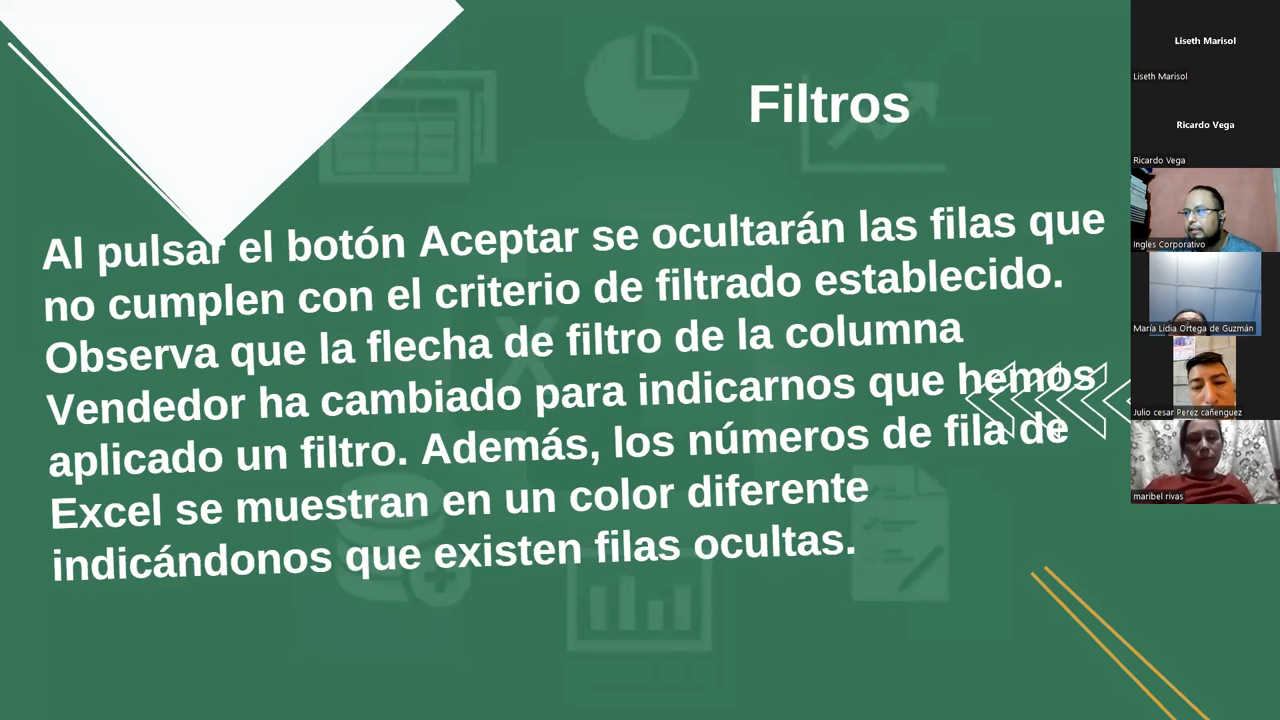 Filtros
Al pulsar el botón Aceptar se ocultarán las filas que
no cumplen con el criterio de filtrado establecido.
Observa que la flecha de filtro de la columna
Vendedor ha cambiado para indicarnos que hemos
aplicado un filtro. Además, los números de fila de
Excel se muestran en un color diferente
indicándonos que existen filas ocultas.
Liseth Marisol
Liseth Marisol
Ricardo Vega
Ricardo Vega
Ingles Corporativo
María Lidia Ortega de Guzmán
Julio cesar Perez cañenguez
maribel rivas